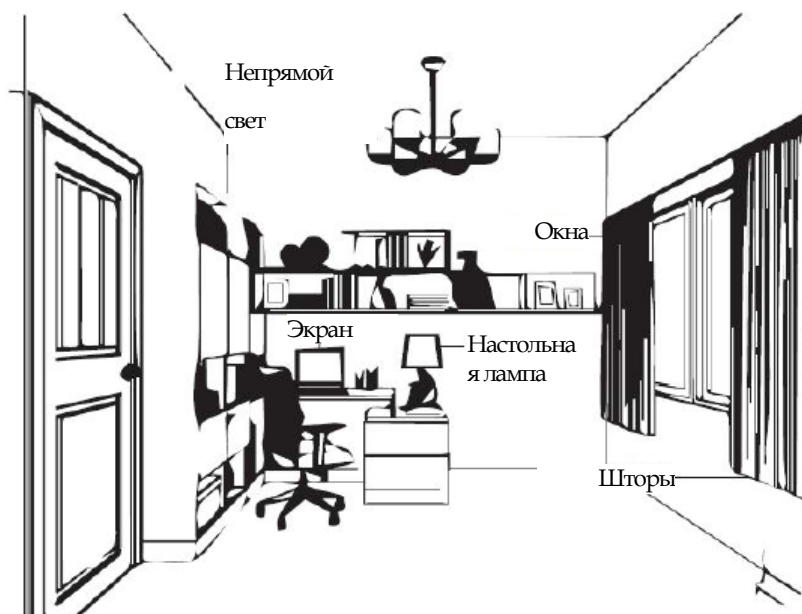 Непрямой
свет
Окна
Экран
Настольна
я лампа
Шторы